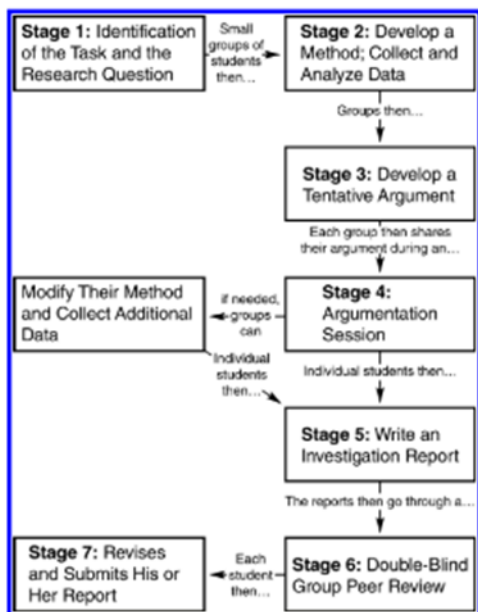 Stage 1: Identification
of the Task and the
Research Question
Small
groups of
students
then...
Stage 2: Develop a
Method; Collect and
Analyze Data
Groups then...
Stage 3: Develop a
Tentative Argument
Each group then shares
their argument during an...
Stage 4:
Argumentation
Session
if needed,
groups
can
Modify Their Method
and Collect Additional
Data
Individual
students
then...
Individual students then...
Stage 5: Write an
Investigation Report
The reports then go through a...
Stage 6: Double-Blind
Group Peer Review
Each
student
then...
Stage 7: Revises
and Submits His or
Her Report